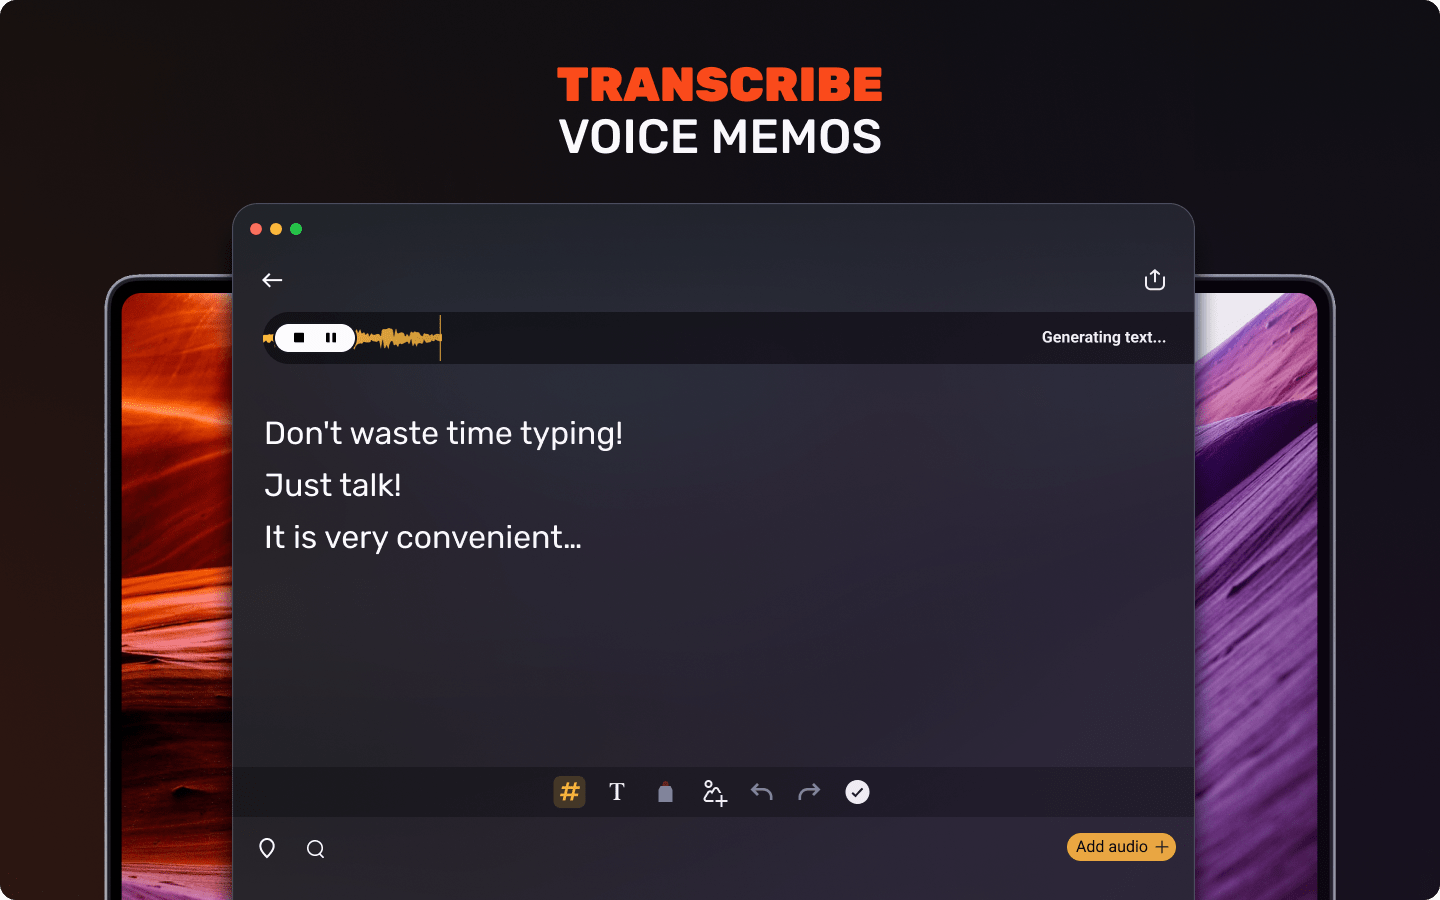 TRANSCRIBE
VOICE MEMOS
Generating text...
Don't waste time typing!
Just talk!
It is very convenient...
# T
Add audio +